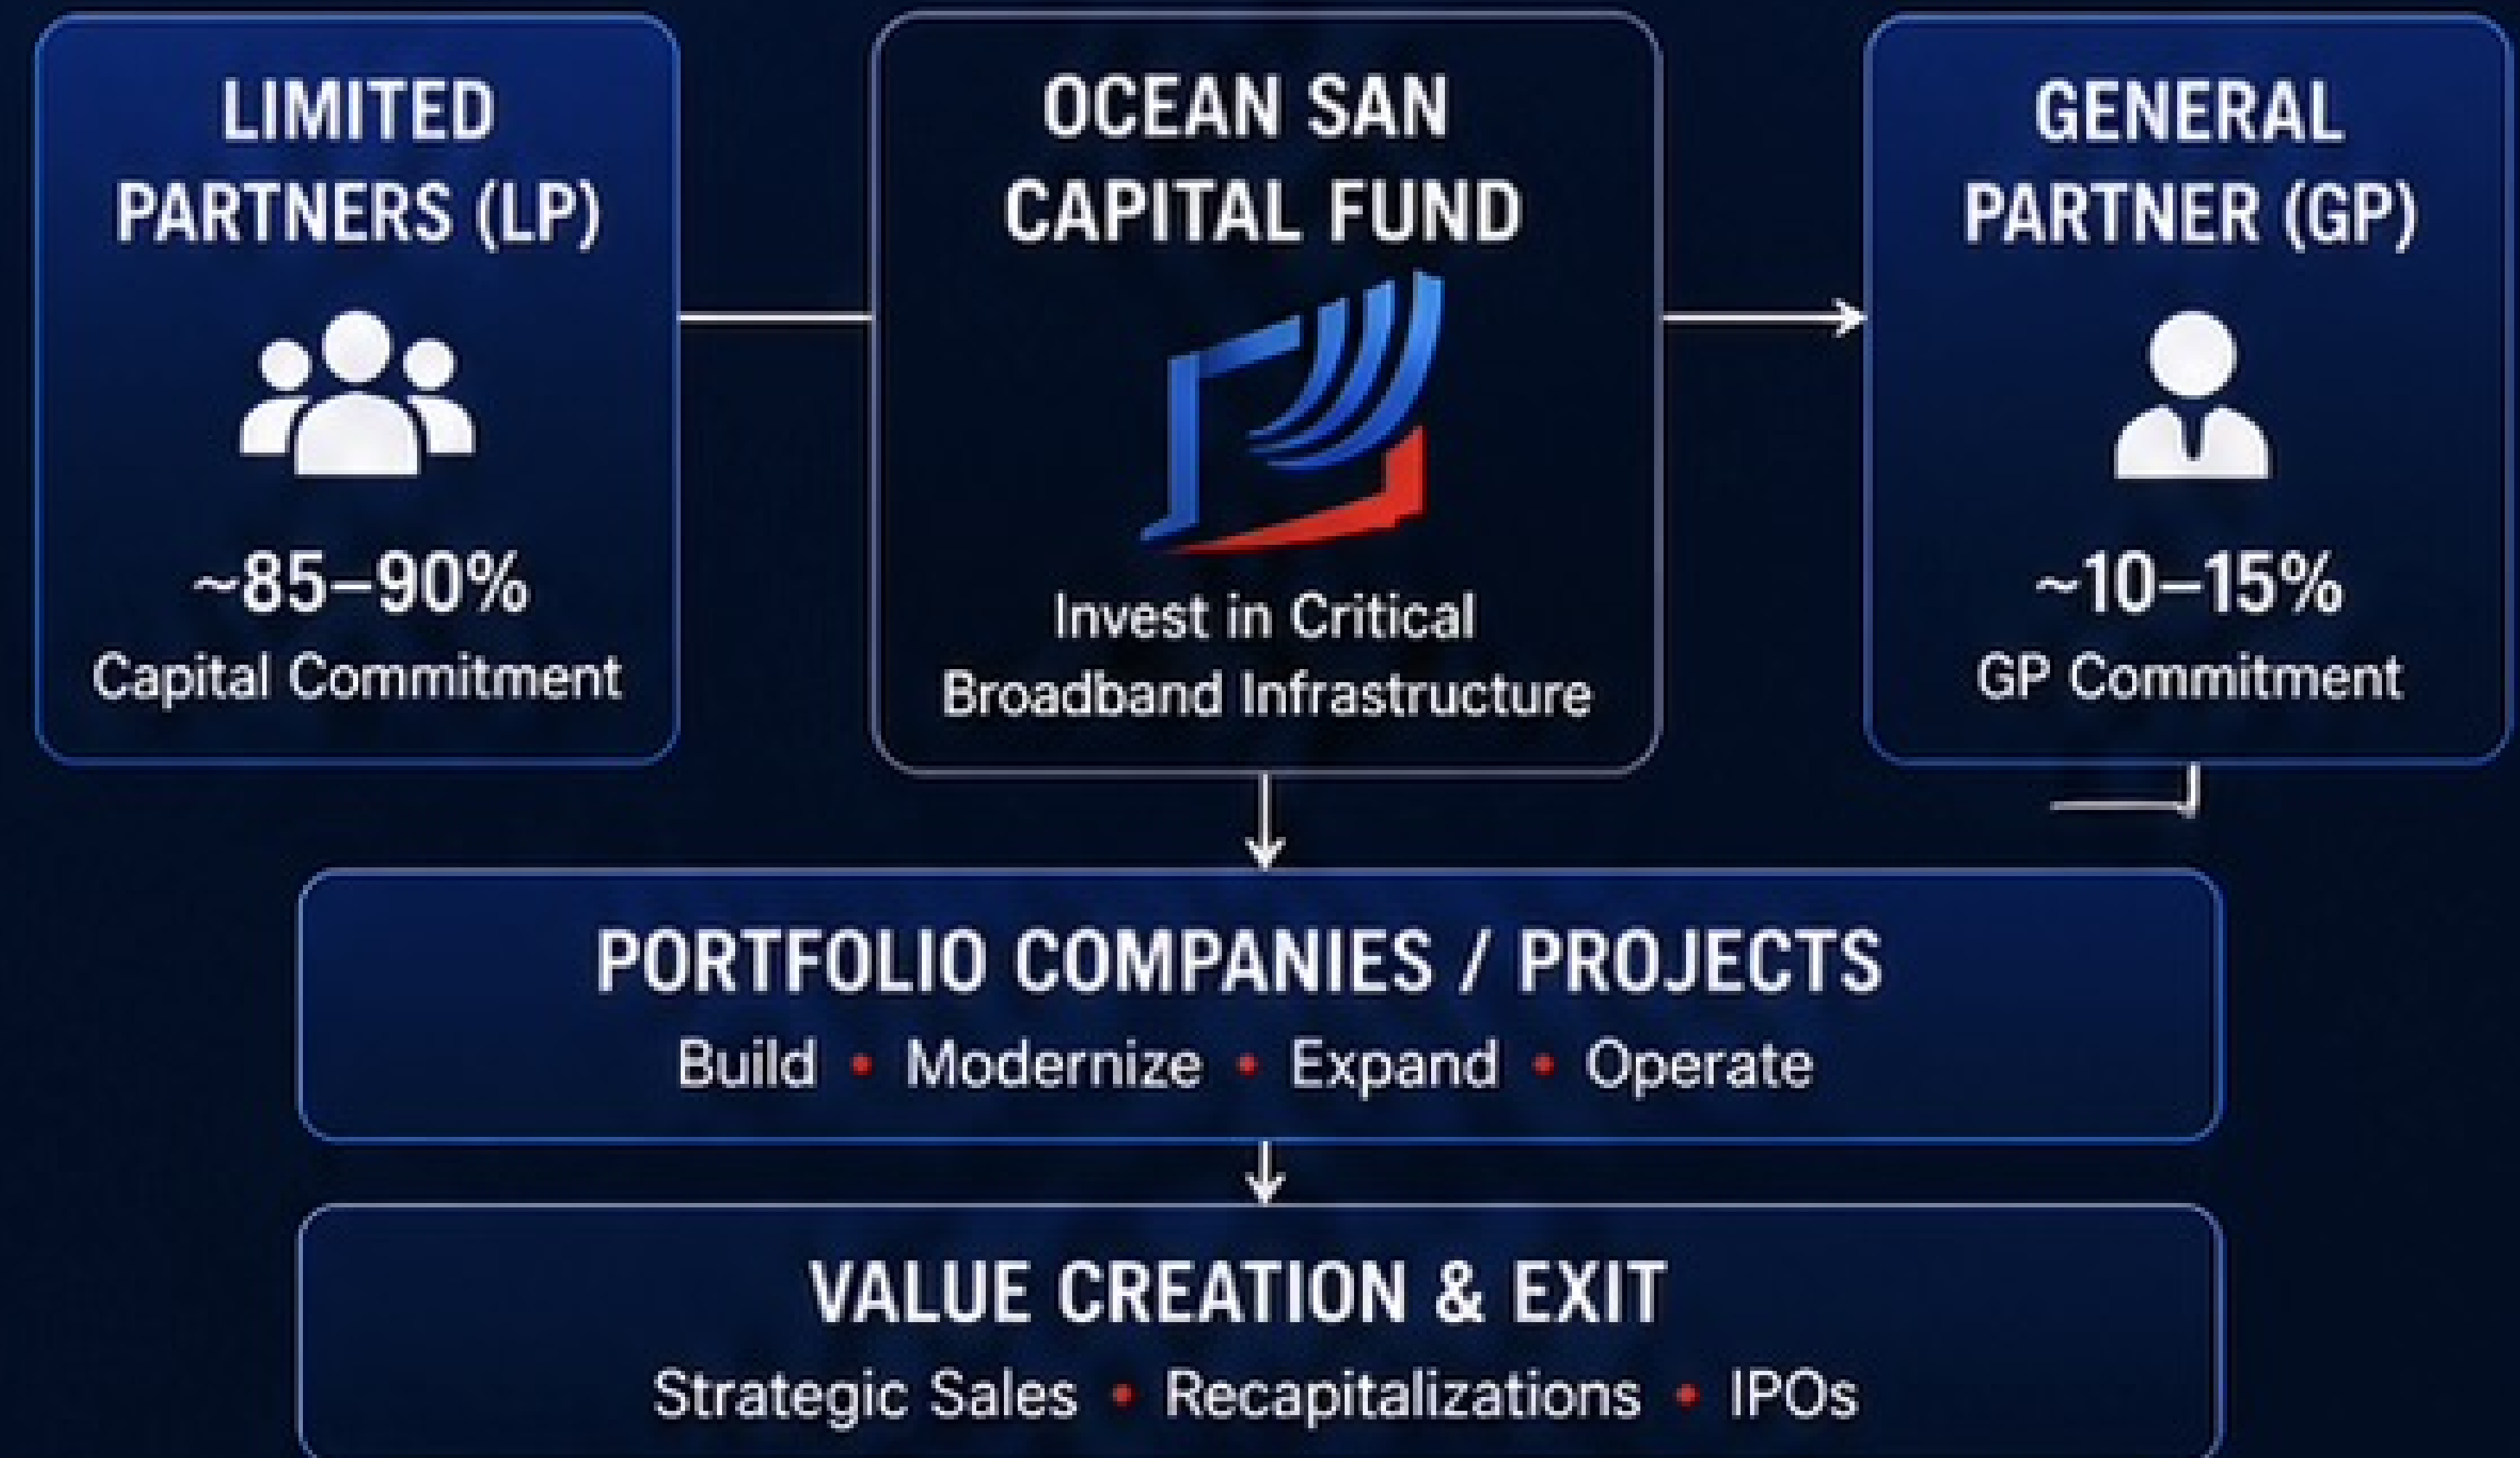 LIMITED
PARTNERS (LP)
~85–90%
Capital Commitment
OCEAN SAN
CAPITAL FUND
Invest in Critical
Broadband Infrastructure
GENERAL
PARTNER (GP)
~10–15%
GP Commitment
PORTFOLIO COMPANIES / PROJECTS
Build • Modernize • Expand • Operate
VALUE CREATION & EXIT
Strategic Sales • Recapitalizations • IPOs